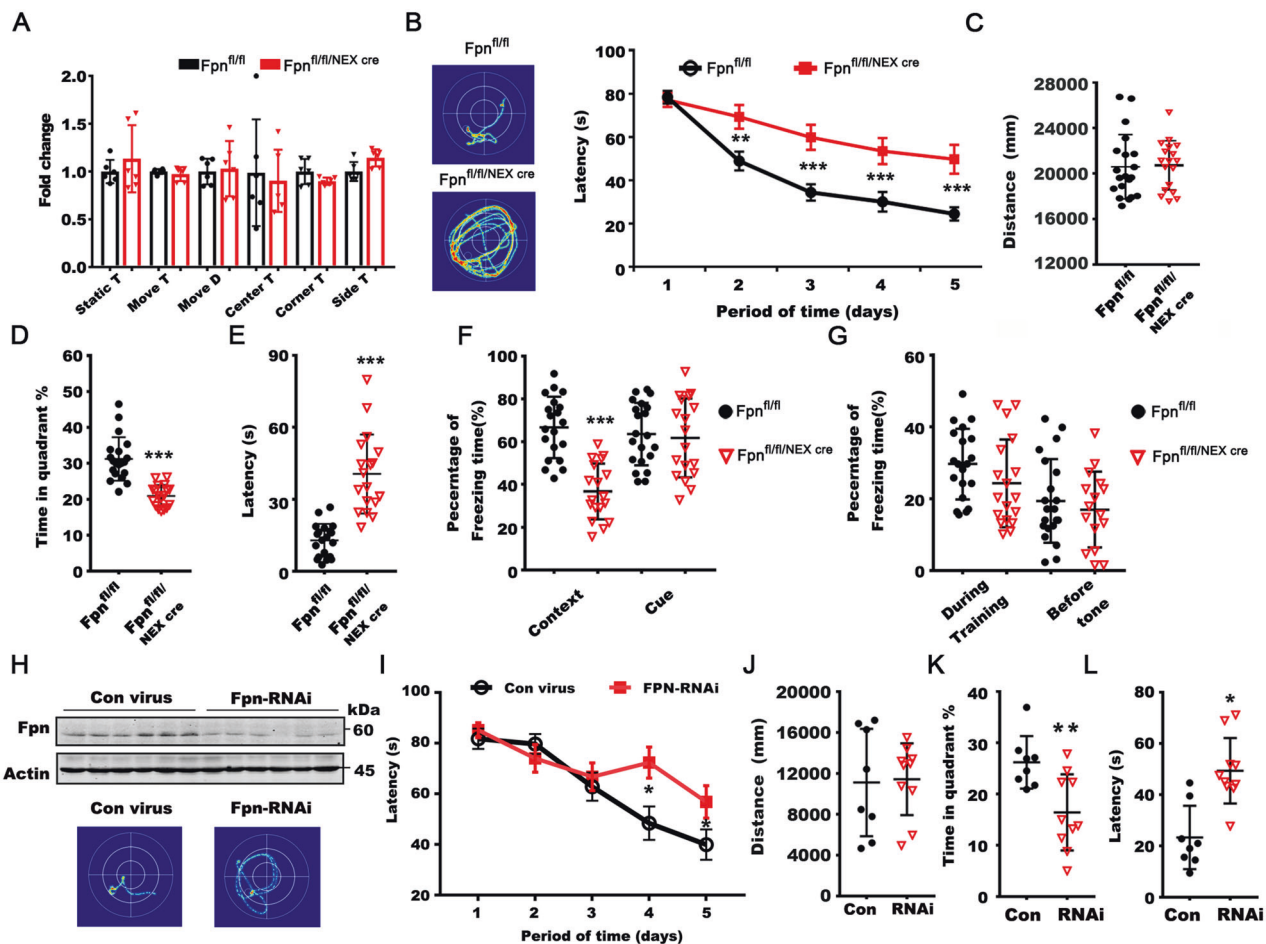 A
Fpn^fl/fl Fpn^fl/fl/NEX cre
Fold change
2.0
1.5
1.0
0.5
0.0
Static T Move T Move D Center T Corner T Side T
B
Fpn^fl/fl
Fpn^fl/fl/NEX cre
Fpn^fl/fl Fpn^fl/fl/NEX cre
Latency (s)
100
80
60
40
20
0
** *** *** ***
1 2 3 4 5
Period of time (days)
C
Distance (mm)
28000
24000
20000
16000
12000
Fpn^fl/fl
Fpn^fl/fl/
NEX cre
D
Time in quadrant %
60
50
40
30
20
10
0
***
Fpn^fl/fl
Fpn^fl/fl/
NEX cre
E
Latency (s)
90
60
30
0
***
Fpn^fl/fl
Fpn^fl/fl/
NEX cre
F
Pecerntage of
Freezing time(%)
100
80
60
40
20
0
***
Context Cue
Fpn^fl/fl
Fpn^fl/fl/NEX cre
G
Pecerntage of
Freezing time(%)
60
40
20
0
During
Training
Before
tone
Fpn^fl/fl
Fpn^fl/fl/NEX cre
H
Con virus Fpn-RNAi
kDa
Fpn 60
Actin 45
Con virus Fpn-RNAi
I
Con virus FPN-RNAi
Latency (s)
100
80
60
40
20
* *
1 2 3 4 5
Period of time (days)
J
Distance (mm)
20000
16000
12000
8000
4000
0
Con RNAi
K
Time in quadrant %
40
30
20
10
0
**
Con RNAi
L
Latency (s)
80
60
40
20
0
*
Con RNAi